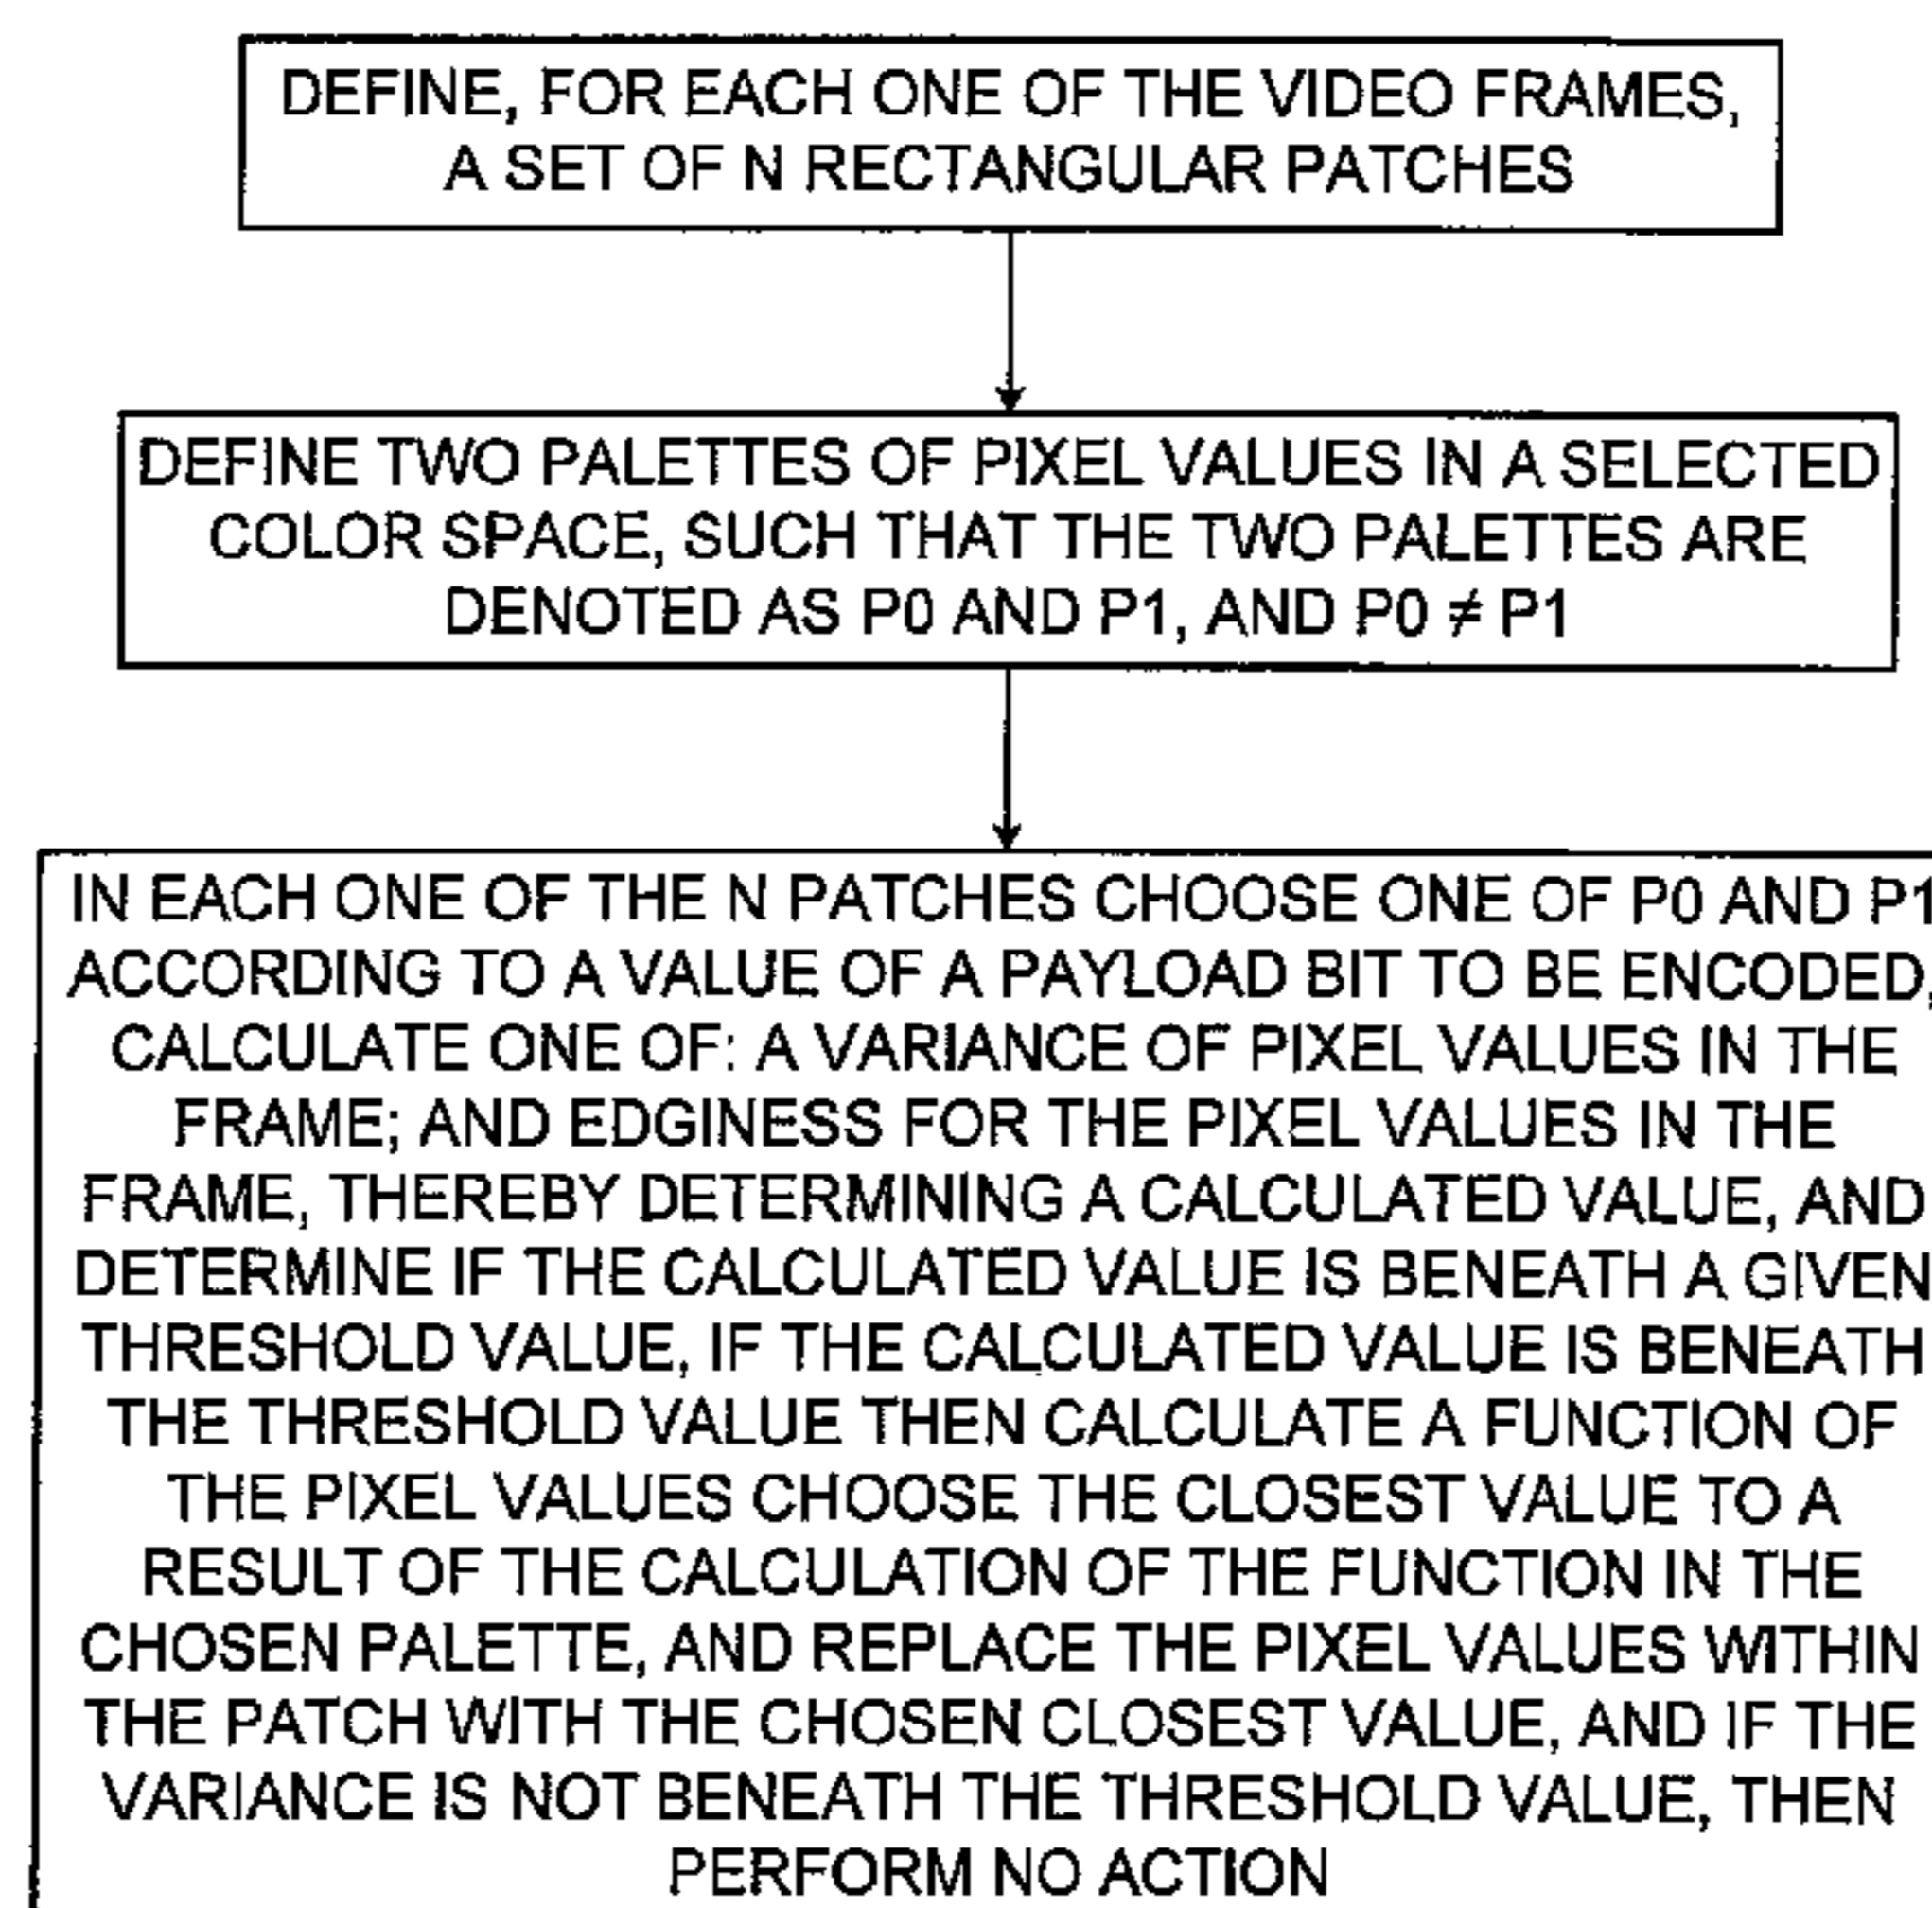 DEFINE, FOR EACH ONE OF THE VIDEO FRAMES,
A SET OF N RECTANGULAR PATCHES
DEFINE TWO PALETTES OF PIXEL VALUES IN A SELECTED
COLOR SPACE, SUCH THAT THE TWO PALETTES ARE
DENOTED AS P0 AND P1, AND P0 ≠ P1
IN EACH ONE OF THE N PATCHES CHOOSE ONE OF P0 AND P1
ACCORDING TO A VALUE OF A PAYLOAD BIT TO BE ENCODED,
CALCULATE ONE OF: A VARIANCE OF PIXEL VALUES IN THE
FRAME; AND EDGINESS FOR THE PIXEL VALUES IN THE
FRAME, THEREBY DETERMINING A CALCULATED VALUE, AND
DETERMINE IF THE CALCULATED VALUE IS BENEATH A GIVEN
THRESHOLD VALUE, IF THE CALCULATED VALUE IS BENEATH
THE THRESHOLD VALUE THEN CALCULATE A FUNCTION OF
THE PIXEL VALUES CHOOSE THE CLOSEST VALUE TO A
RESULT OF THE CALCULATION OF THE FUNCTION IN THE
CHOSEN PALETTE, AND REPLACE THE PIXEL VALUES WITHIN
THE PATCH WITH THE CHOSEN CLOSEST VALUE, AND IF THE
VARIANCE IS NOT BENEATH THE THRESHOLD VALUE, THEN
PERFORM NO ACTION